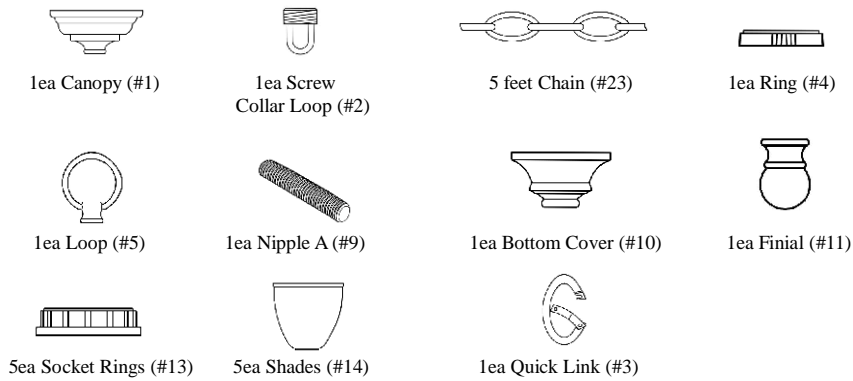 1ea Canopy (#1)
1ea Screw
Collar Loop (#2)
5 feet Chain (#23)
1ea Ring (#4)
1ea Loop (#5)
1ea Nipple A (#9)
1ea Bottom Cover (#10)
1ea Finial (#11)
5ea Socket Rings (#13)
5ea Shades (#14)
1ea Quick Link (#3)